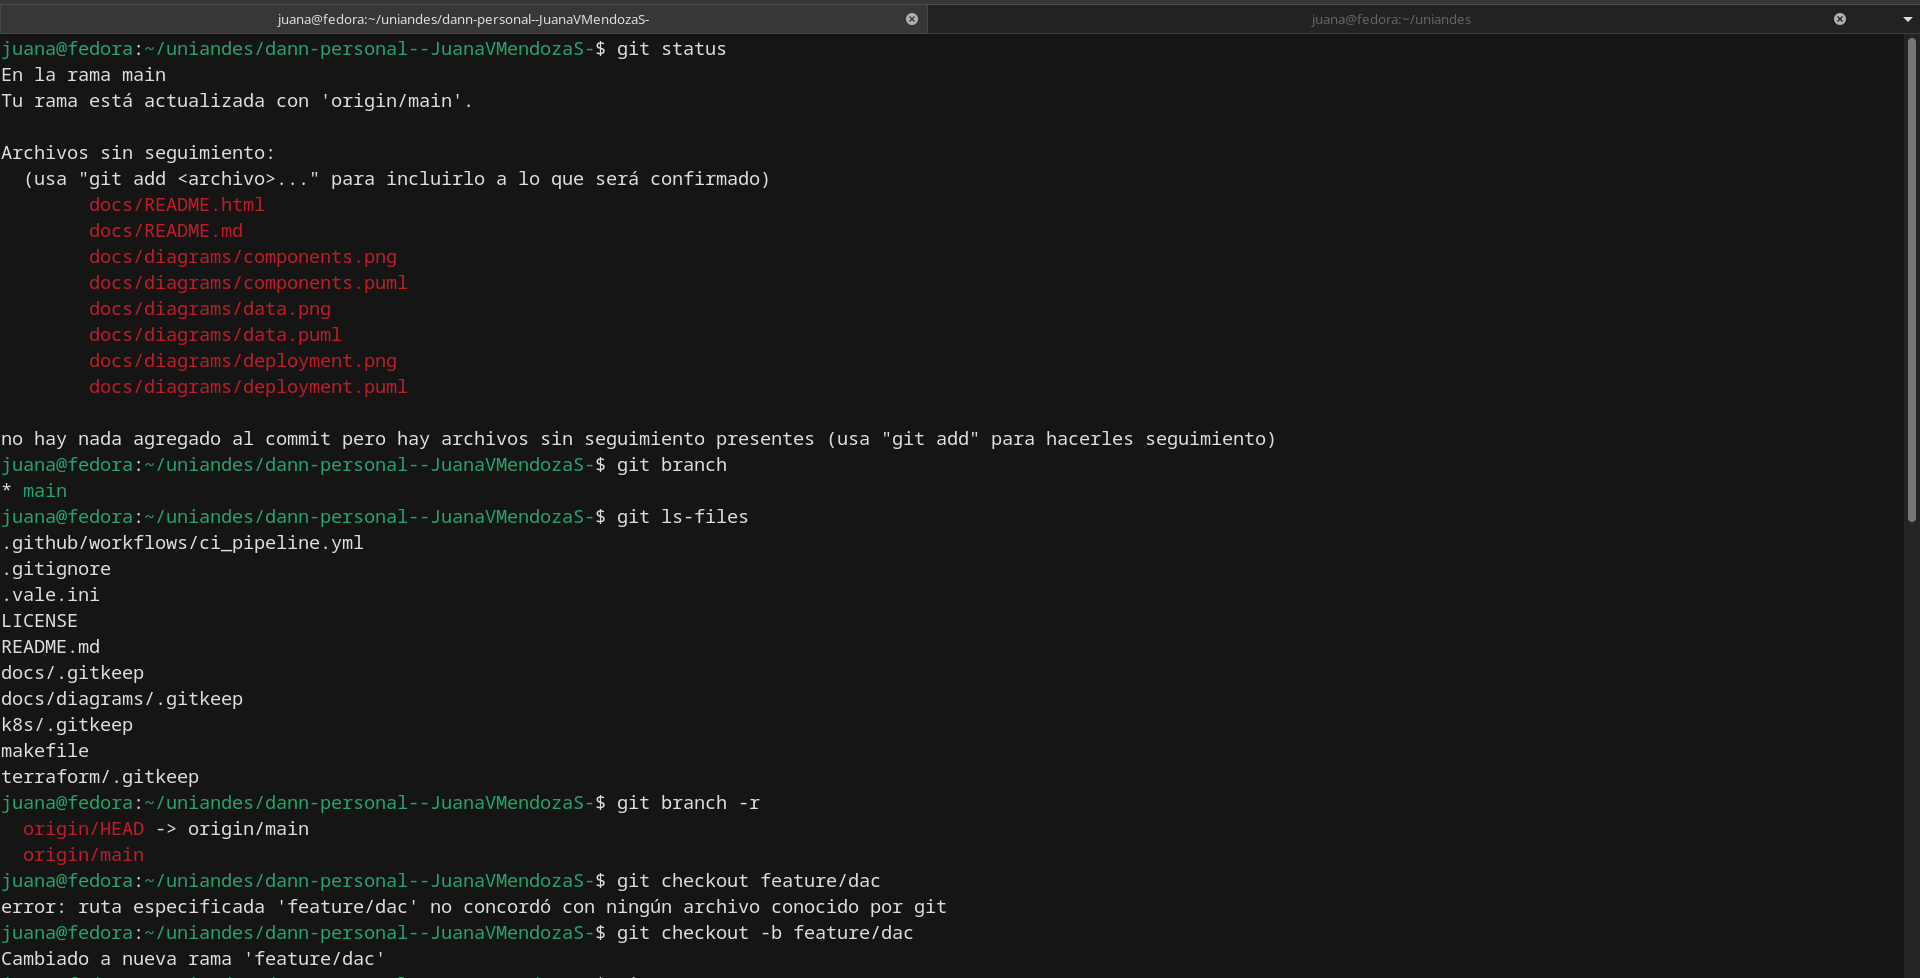 juana@fedora:~/uniandes/dann-personal--JuanaVMendozaS-
juana@fedora:~/uniandes
juana@fedora:~/uniandes/dann-personal--JuanaVMendozaS-$ git status
En la rama main
Tu rama está actualizada con 'origin/main'.
Archivos sin seguimiento:
(usa "git add <archivo>..." para incluirlo a lo que será confirmado)
docs/README.html
docs/README.md
docs/diagrams/components.png
docs/diagrams/components.puml
docs/diagrams/data.png
docs/diagrams/data.puml
docs/diagrams/deployment.png
docs/diagrams/deployment.puml
no hay nada agregado al commit pero hay archivos sin seguimiento presentes (usa "git add" para hacerles seguimiento)
juana@fedora:~/uniandes/dann-personal--JuanaVMendozaS-$ git branch
* main
juana@fedora:~/uniandes/dann-personal--JuanaVMendozaS-$ git ls-files
.github/workflows/ci_pipeline.yml
.gitignore
.vale.ini
LICENSE
README.md
docs/.gitkeep
docs/diagrams/.gitkeep
k8s/.gitkeep
makefile
terraform/.gitkeep
juana@fedora:~/uniandes/dann-personal--JuanaVMendozaS-$ git branch -r
origin/HEAD -> origin/main
origin/main
juana@fedora:~/uniandes/dann-personal--JuanaVMendozaS-$ git checkout feature/dac
error: ruta especificada 'feature/dac' no concordó con ningún archivo conocido por git
juana@fedora:~/uniandes/dann-personal--JuanaVMendozaS-$ git checkout -b feature/dac
Cambiado a nueva rama 'feature/dac'